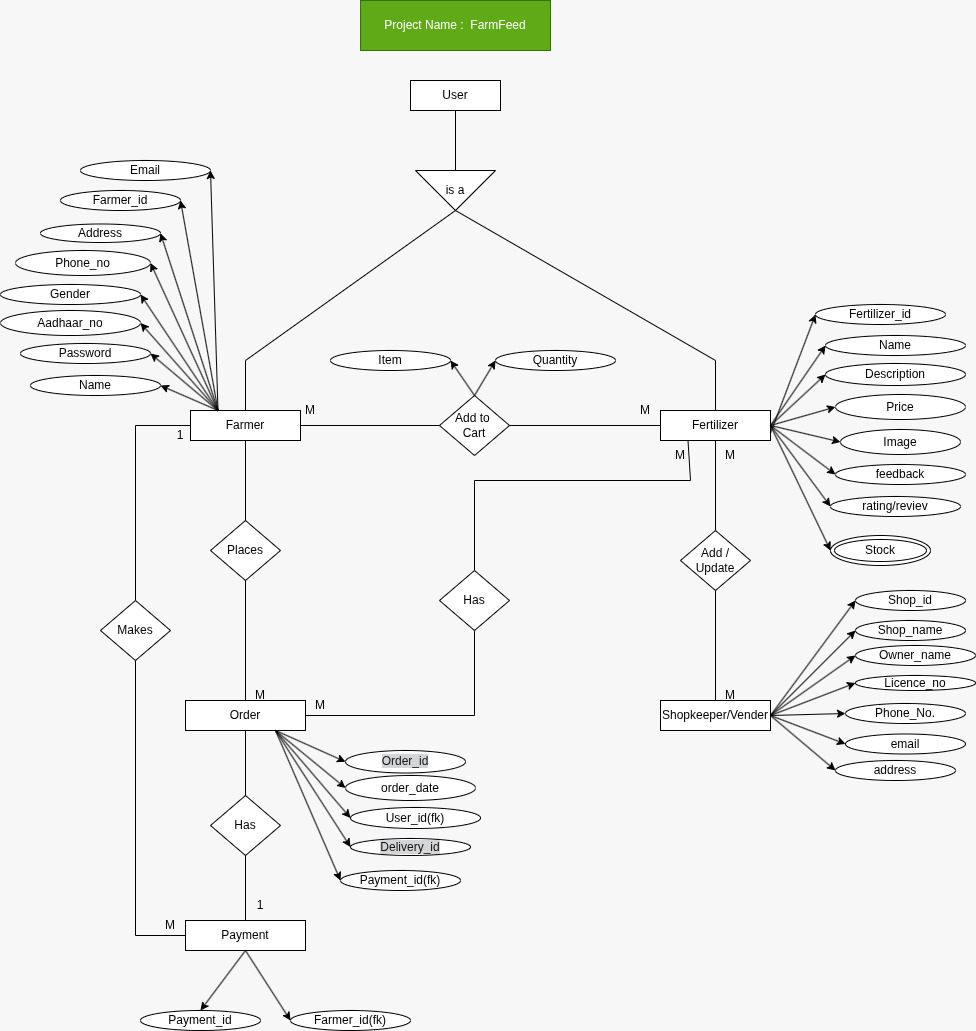 Project Name :  FarmFeed
User
is a
Email
Farmer_id
Address
Phone_no
Gender
Aadhaar_no
Password
Name
Item
Quantity
Fertilizer_id
Name
Description
Price
Image
feedback
rating/reviev
Stock
Farmer
M
1
Add to
Cart
M
Fertilizer
M
M
Places
Makes
Has
Add /
Update
Shop_id
Shop_name
Owner_name
Licence_no
Phone_No.
email
address
M
M
M
Order
Shopkeeper/Vender
Order_id
order_date
User_id(fk)
Delivery_id
Payment_id(fk)
Has
1
M
Payment
Payment_id
Farmer_id(fk)